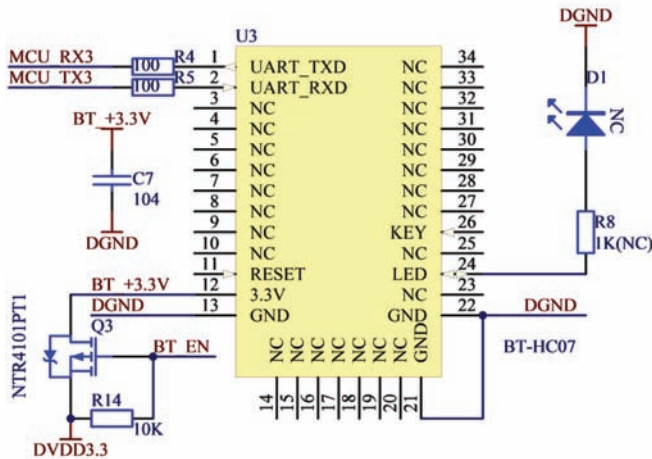 U3
DGND
MCU_RX3 100 R4 1 UART_TXD NC 34
MCU_TX3 100 R5 2 UART_RXD NC 33
D1
NC
3 NC NC 32
BT_+3.3V 4 NC NC 31
5 NC NC 30
6 NC NC 29
C7
104
7 NC NC 28
8 NC NC 27
9 NC KEY 26
R8
1K(NC)
DGND 10 NC NC 25
11 RESET LED 24
BT_+3.3V 12 3.3V NC 23
DGND 13 GND GND 22 DGND
NTR4101PT1
Q3
BT_EN
NC NC NC NC NC NC NC GND
BT-HC07
14 15 16 17 18 19 20 21
R14
10K
DVDD3.3